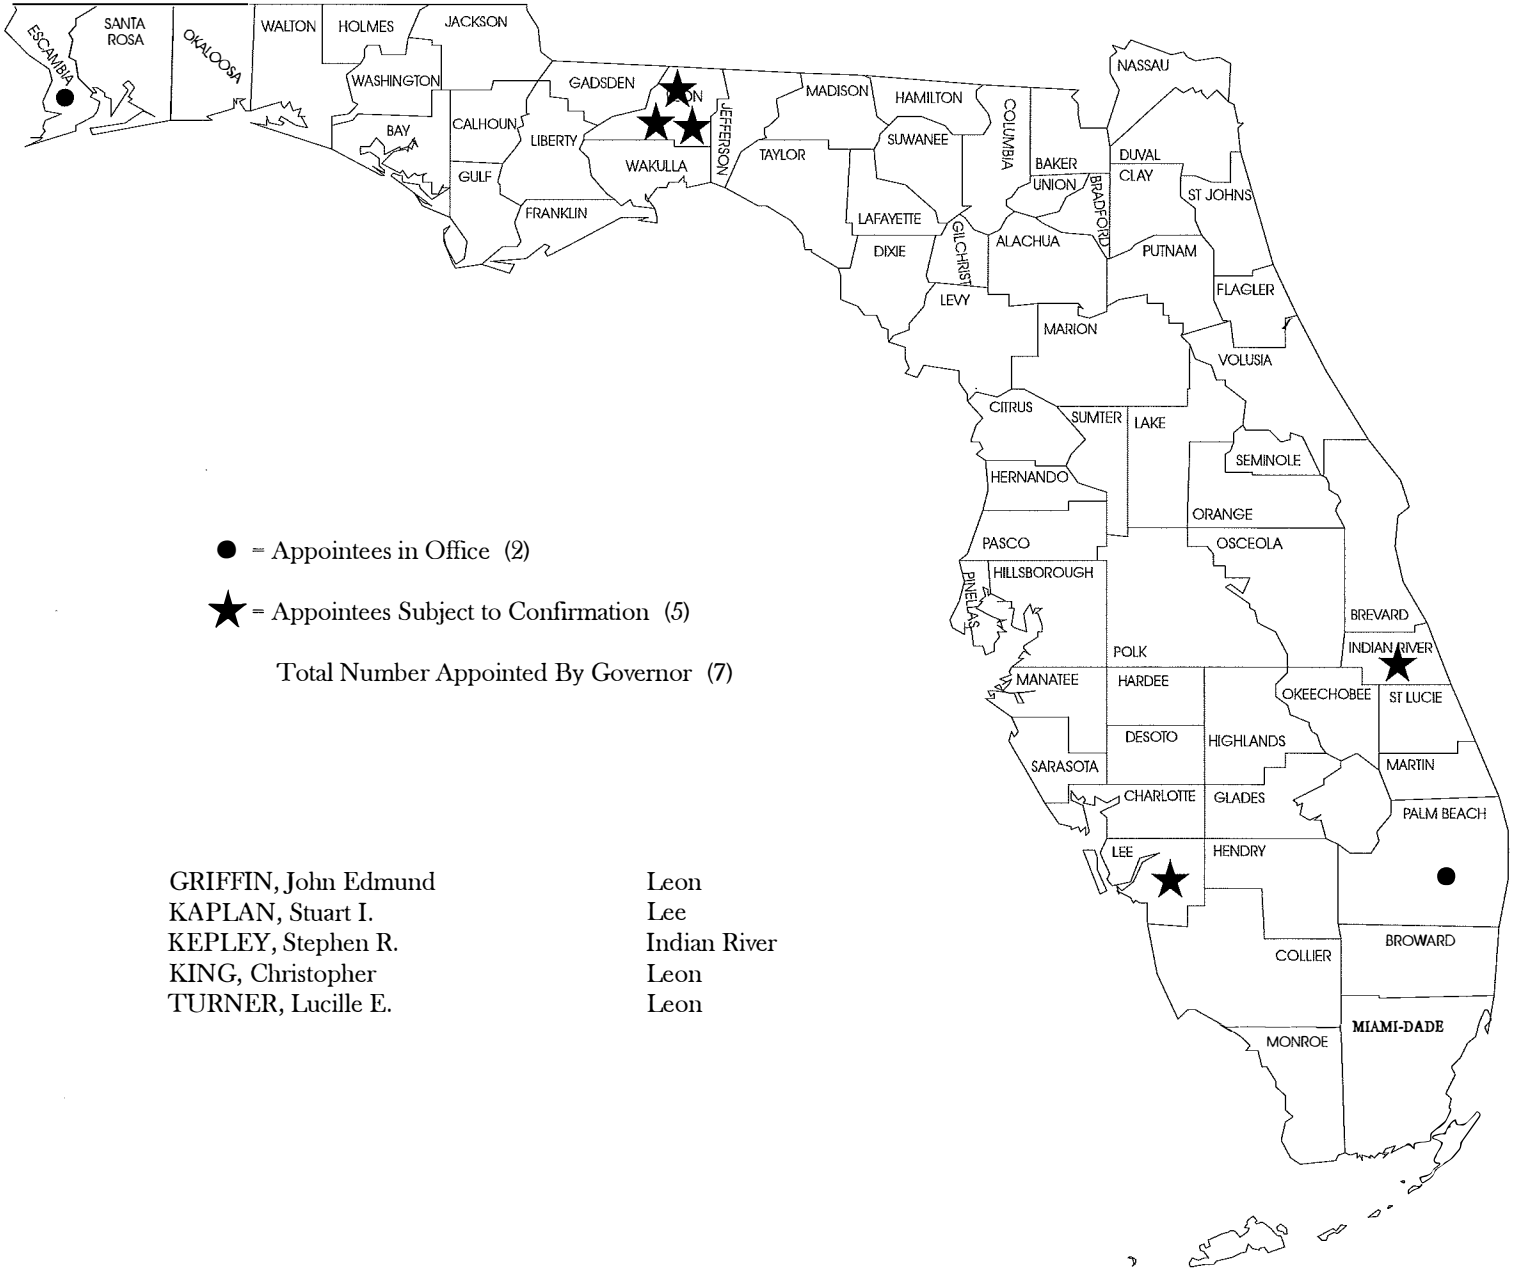 ESCAMBIA
SANTA
ROSA
OKALOOSA
WALTON
HOLMES
JACKSON
WASHINGTON
BAY
CALHOUN
GULF
GADSDEN
LIBERTY
LEON
WAKULLA
FRANKLIN
JEFFERSON
MADISON
TAYLOR
HAMILTON
SUWANEE
LAFAYETTE
DIXIE
COLUMBIA
GILCHRIST
LEVY
BAKER
UNION
BRADFORD
ALACHUA
NASSAU
DUVAL
CLAY
ST JOHNS
PUTNAM
FLAGLER
MARION
VOLUSIA
CITRUS
SUMTER
LAKE
SEMINOLE
HERNANDO
ORANGE
PASCO
OSCEOLA
HILLSBOROUGH
PINELLAS
BREVARD
INDIAN RIVER
POLK
MANATEE
HARDEE
OKEECHOBEE
ST LUCIE
DESOTO
HIGHLANDS
SARASOTA
MARTIN
CHARLOTTE
GLADES
PALM BEACH
LEE
HENDRY
BROWARD
COLLIER
MIAMI-DADE
MONROE
= Appointees in Office (2)
= Appointees Subject to Confirmation (5)
Total Number Appointed By Governor (7)
GRIFFIN, John Edmund Leon
KAPLAN, Stuart I. Lee
KEPLEY, Stephen R. Indian River
KING, Christopher Leon
TURNER, Lucille E. Leon